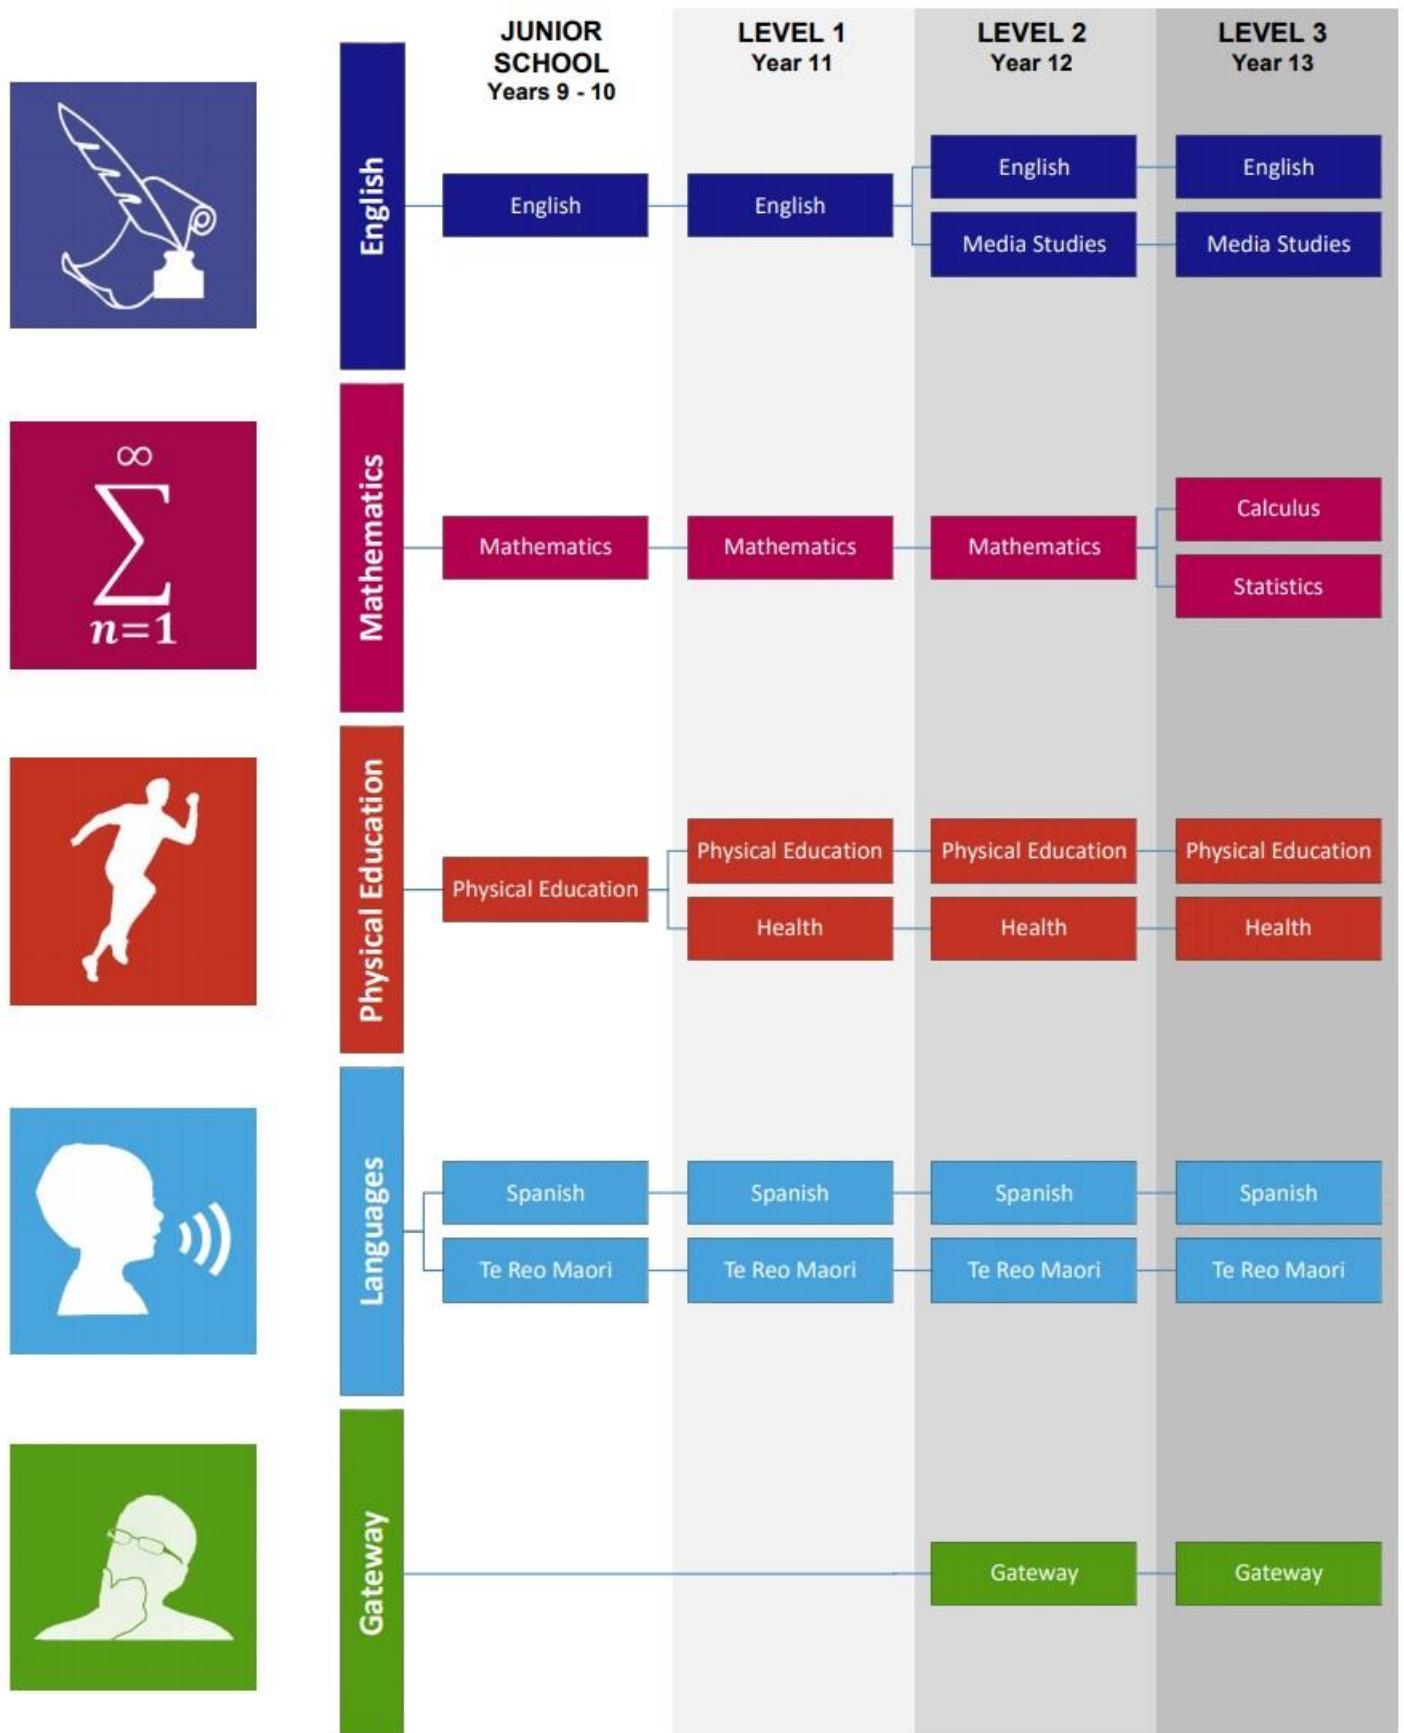 JUNIOR
SCHOOL
Years 9 - 10
LEVEL 1
Year 11
LEVEL 2
Year 12
LEVEL 3
Year 13
English
English
English
English
English
Media Studies
Media Studies
∞
∑
n=1
Mathematics
Mathematics
Mathematics
Mathematics
Calculus
Statistics
Physical Education
Physical Education
Physical Education
Physical Education
Physical Education
Health
Health
Health
Languages
Spanish
Spanish
Spanish
Spanish
Te Reo Maori
Te Reo Maori
Te Reo Maori
Te Reo Maori
Gateway
Gateway
Gateway